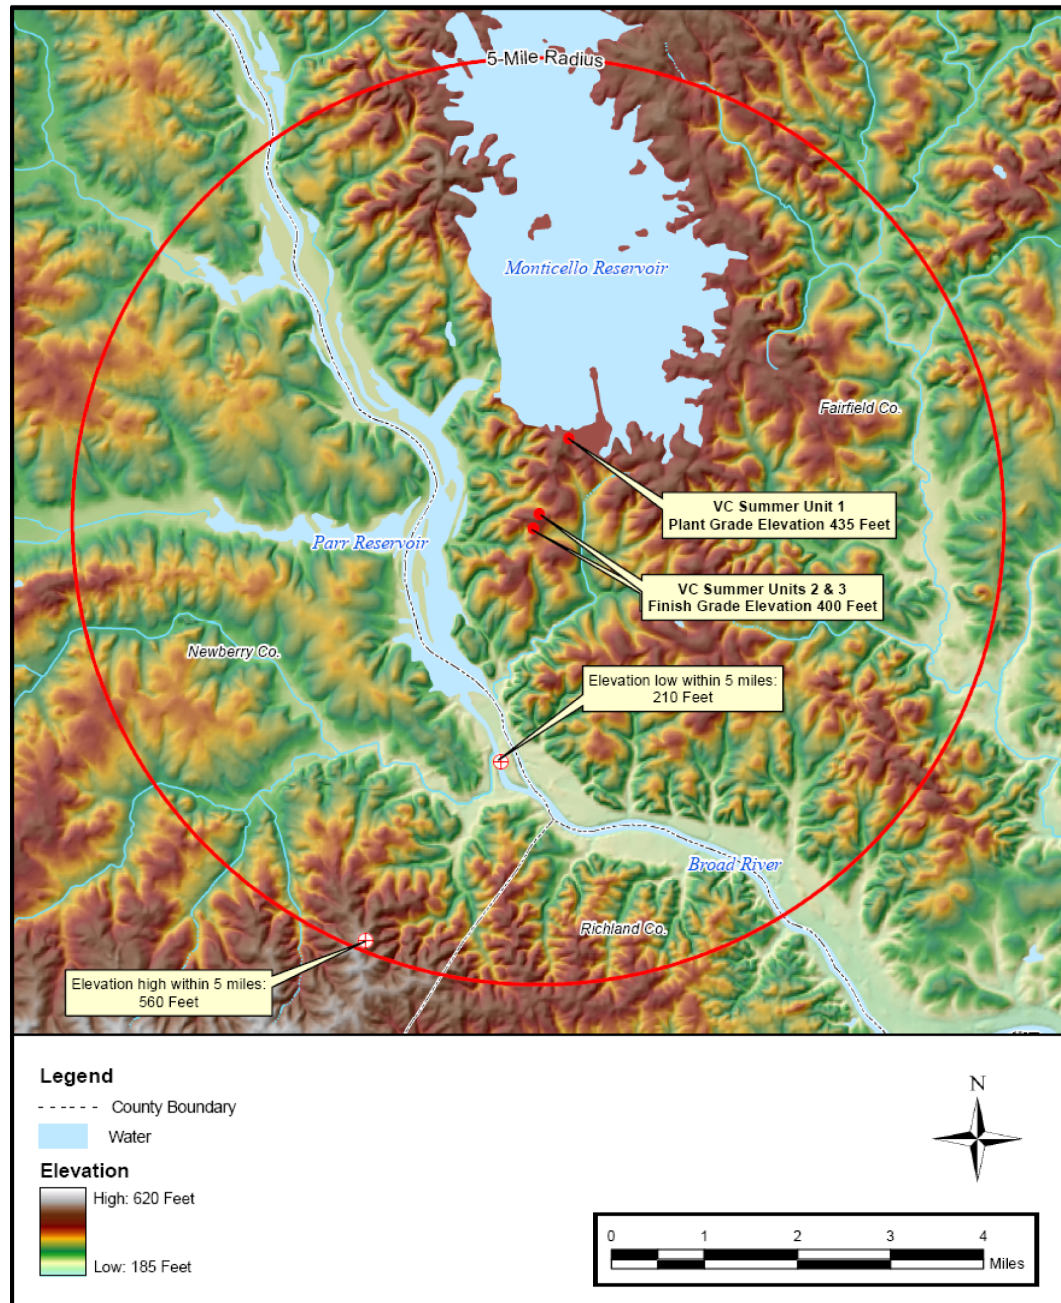 5-Mile Radius
Monticello Reservoir
Fairfield Co.
VC Summer Unit 1
Plant Grade Elevation 435 Feet
Parr Reservoir
VC Summer Units 2 & 3
Finish Grade Elevation 400 Feet
Newberry Co.
Elevation low within 5 miles:
210 Feet
Broad River
Richland Co.
Elevation high within 5 miles:
560 Feet
Legend
County Boundary
Water
Elevation
High: 620 Feet
Low: 185 Feet
N
0 1 2 3 4
Miles